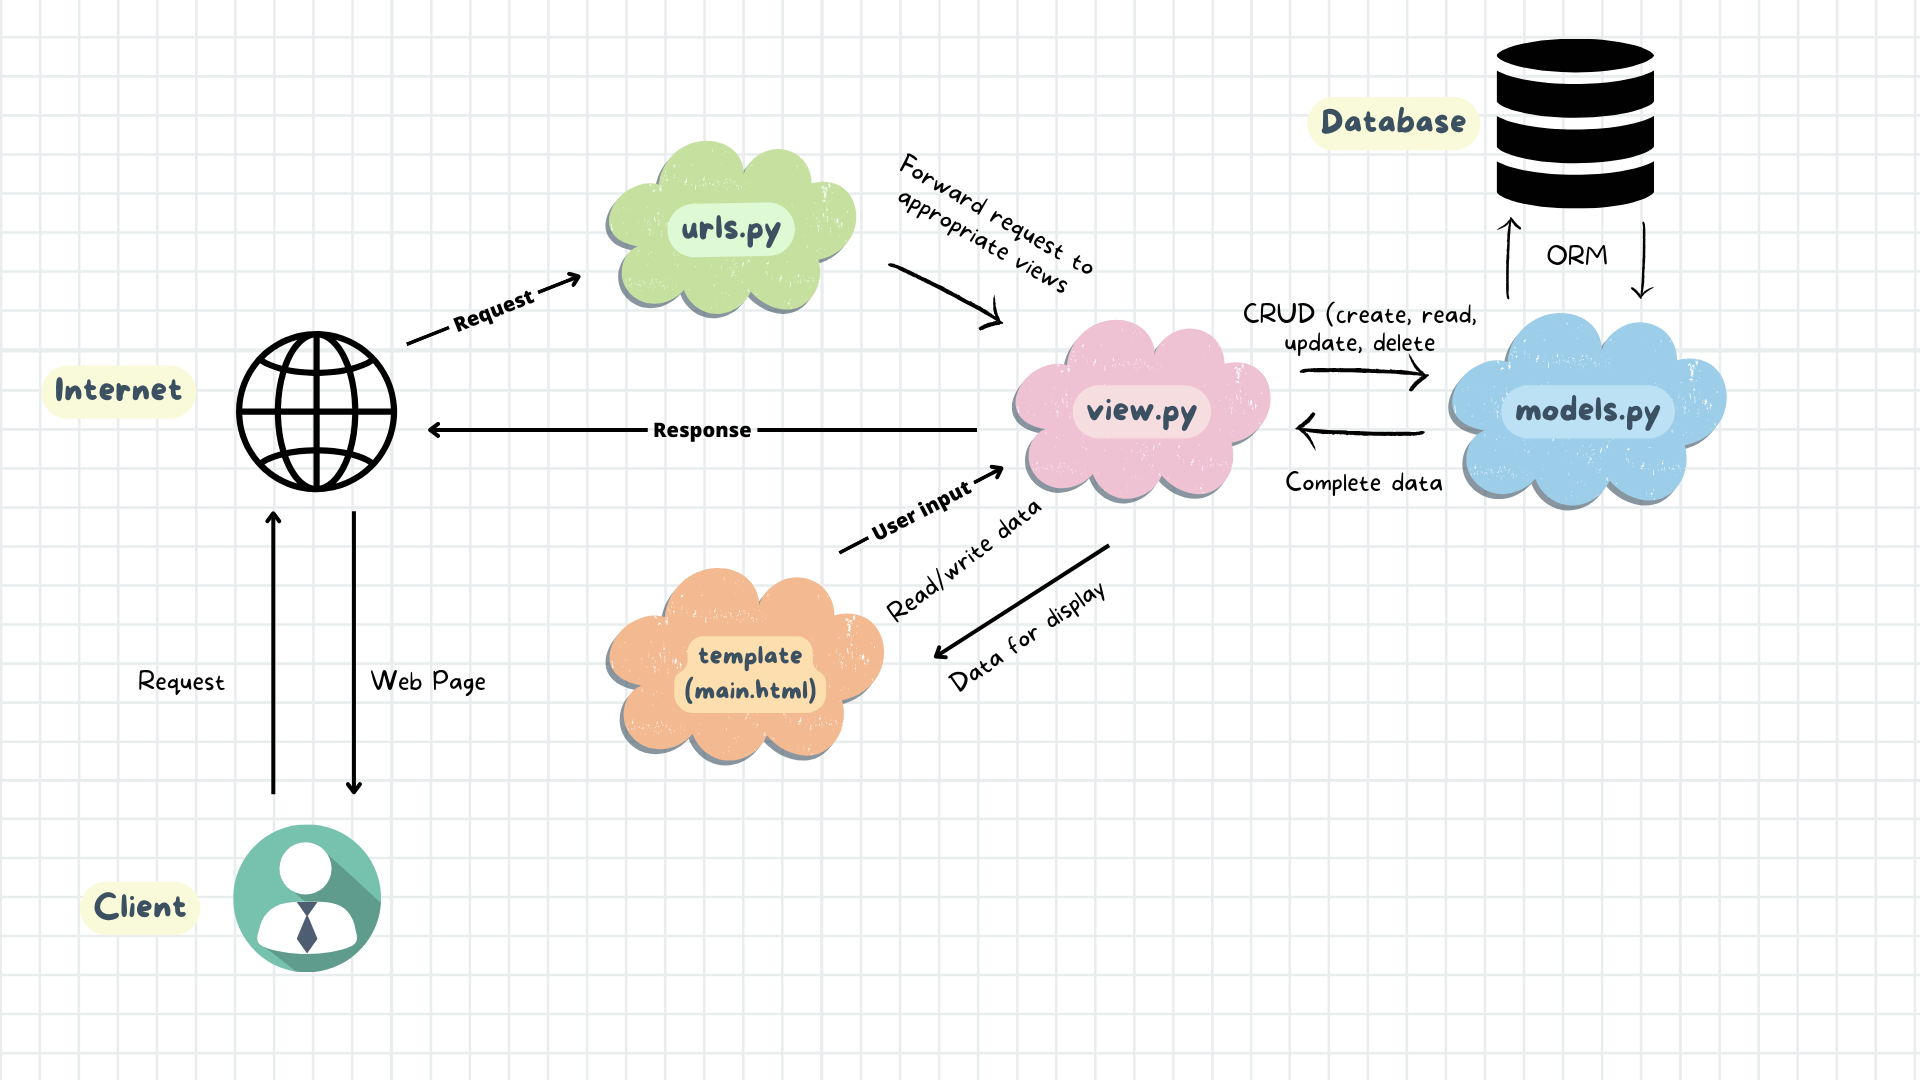 Database
urls.py
Forward request to
appropriate views
ORM
Request
CRUD (create, read,
update, delete
Internet
view.py
models.py
Response
Complete data
User input
Read/write data
Data for display
template
(main.html)
Request
Web Page
Client